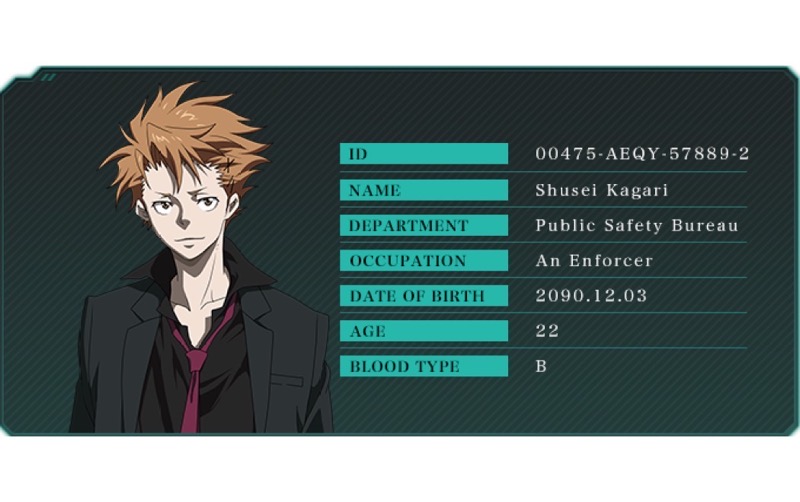 ID 00475-AEQY-57889-2
NAME Shusei Kagari
DEPARTMENT Public Safety Bureau
OCCUPATION An Enforcer
DATE OF BIRTH 2090.12.03
AGE 22
BLOOD TYPE B